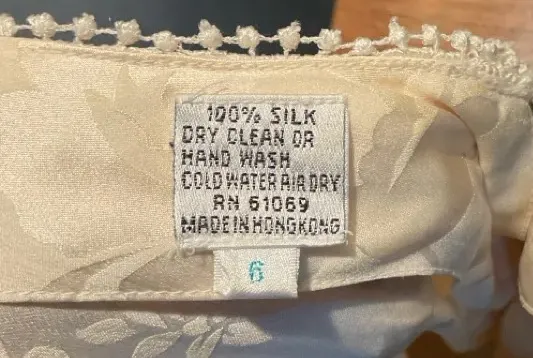 100% SILK
DRY CLEAN OR
HAND WASH
COLD WATER AIR DRY
RN 61069
MADE IN HONGKONG
6